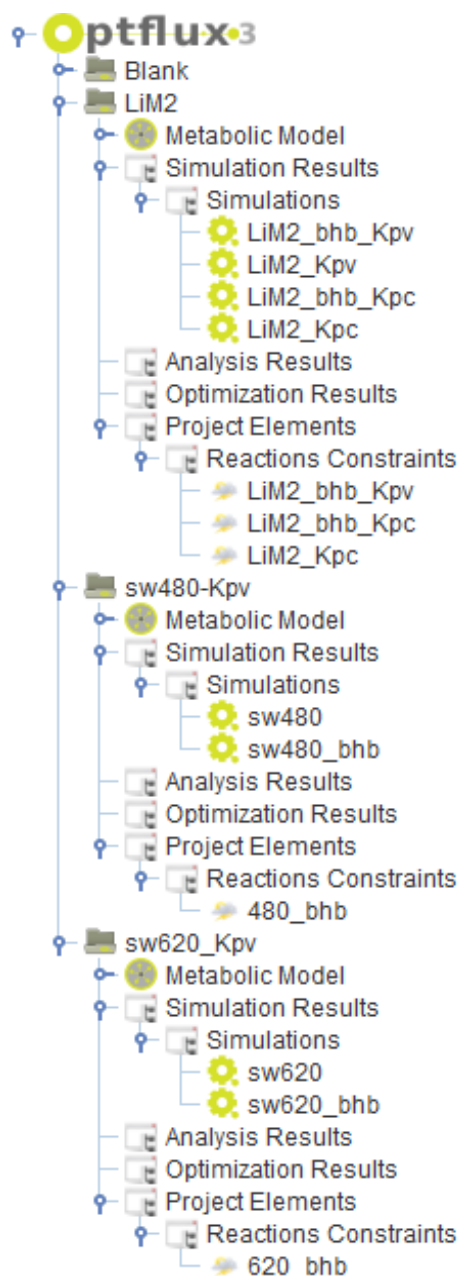 optflux 3
Blank
LiM2
Metabolic Model
Simulation Results
Simulations
LiM2_bhb_Kpv
LiM2_Kpv
LiM2_bhb_Kpc
LiM2_Kpc
Analysis Results
Optimization Results
Project Elements
Reactions Constraints
LiM2_bhb_Kpv
LiM2_bhb_Kpc
LiM2_Kpc
sw480-Kpv
Metabolic Model
Simulation Results
Simulations
sw480
sw480_bhb
Analysis Results
Optimization Results
Project Elements
Reactions Constraints
480_bhb
sw620_Kpv
Metabolic Model
Simulation Results
Simulations
sw620
sw620_bhb
Analysis Results
Optimization Results
Project Elements
Reactions Constraints
620_bhb